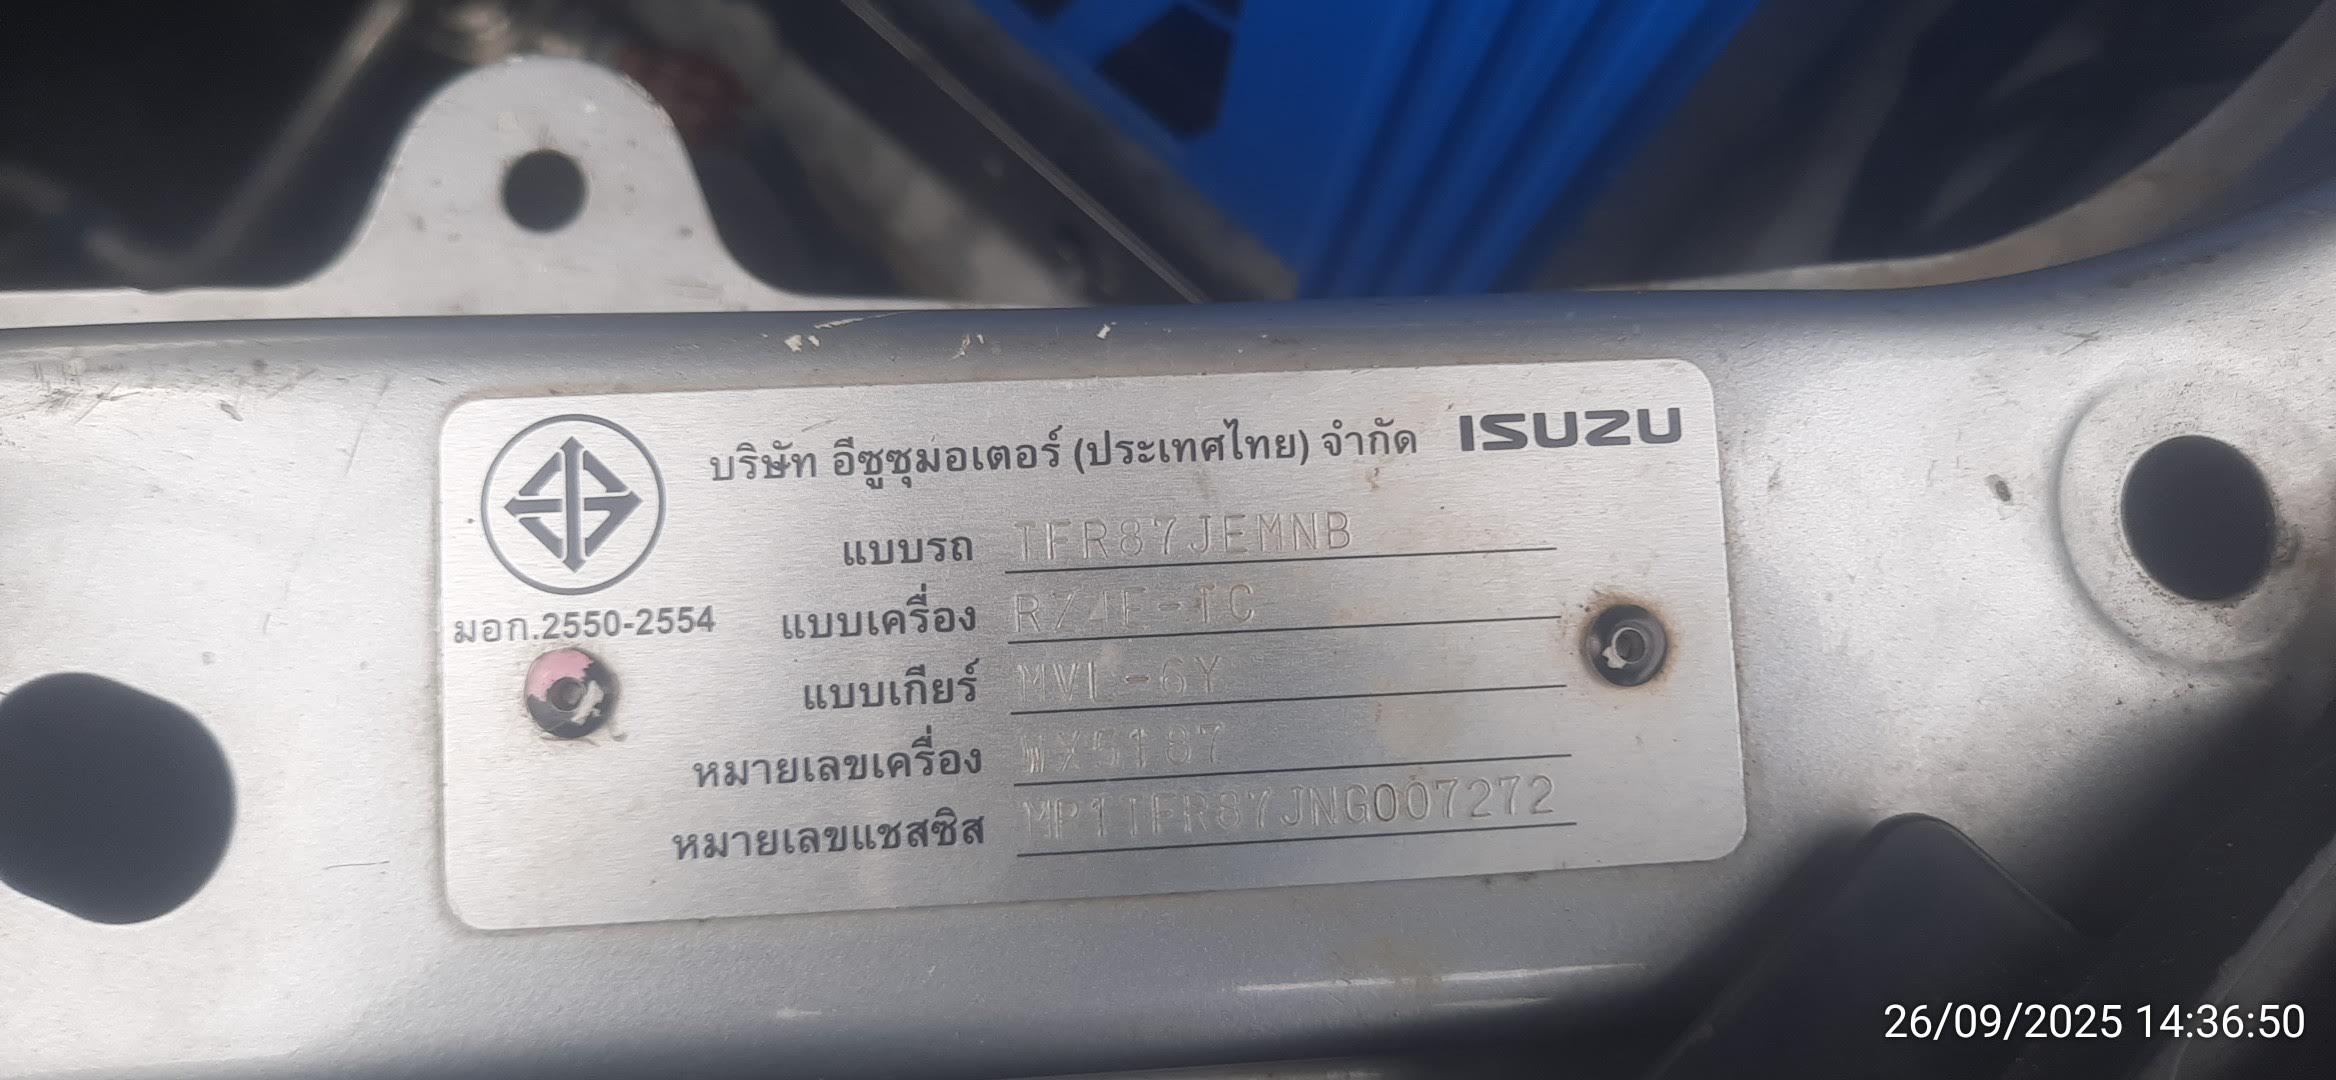 บริษัท อีซูซุมอเตอร์ (ประเทศไทย) จำกัด ISUZU
แบบรถ TFR87JEMNB
มอก.2550-2554 แบบเครื่อง RZ4E-TC
แบบเกียร์ MVL-6Y
หมายเลขเครื่อง WX5187
หมายเลขแชสซิส MP1TFR87JNG007272
26/09/2025 14:36:50